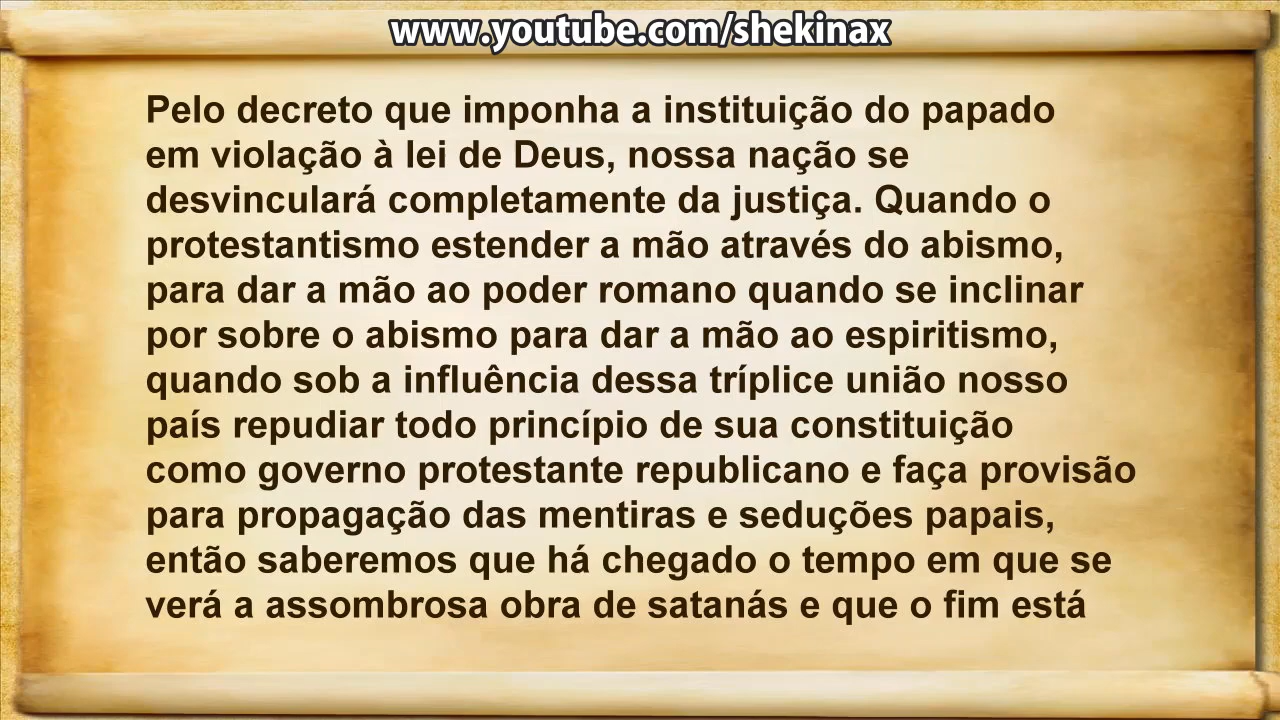 www.youtube.com/shekinax
Pelo decreto que imponha a instituição do papado
em violação à lei de Deus, nossa nação se
desvinculará completamente da justiça. Quando o
protestantismo estender a mão através do abismo,
para dar a mão ao poder romano quando se inclinar
por sobre o abismo para dar a mão ao espiritismo,
quando sob a influência dessa tríplice união nosso
país repudiar todo princípio de sua constituição
como governo protestante republicano e faça provisão
para propagação das mentiras e seduções papais,
então saberemos que há chegado o tempo em que se
verá a assombrosa obra de satanás e que o fim está